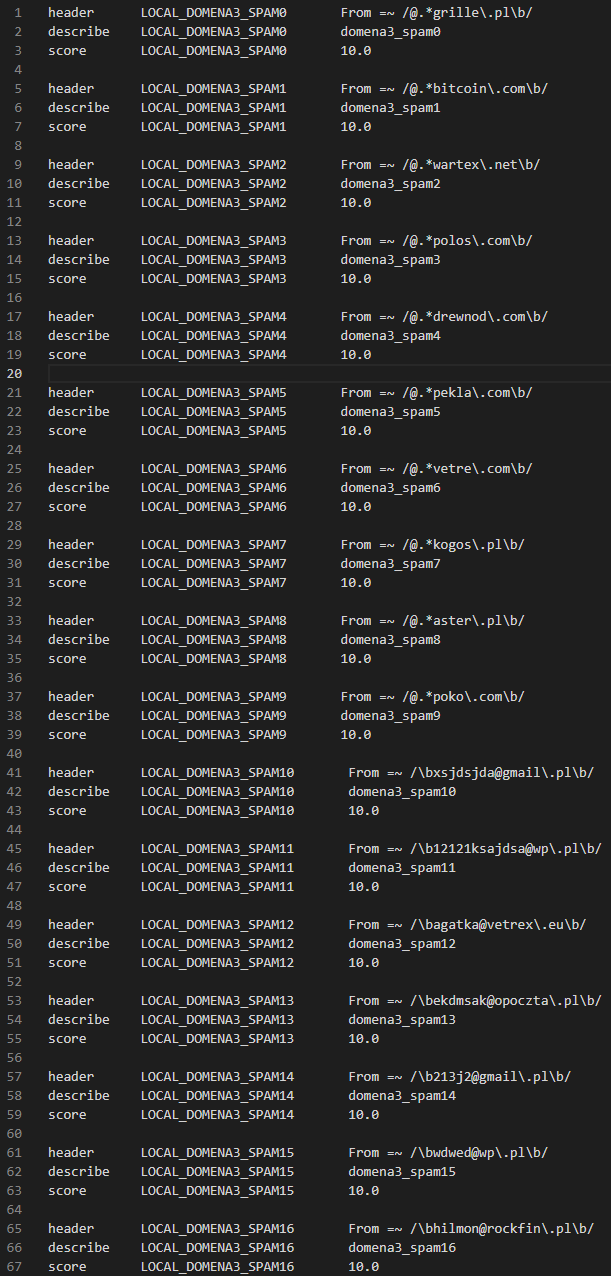 1 header LOCAL_DOMENA3_SPAM0 From =~ /@.*grille\.pl\b/
2 describe LOCAL_DOMENA3_SPAM0 domena3_spam0
3 score LOCAL_DOMENA3_SPAM0 10.0
4
5 header LOCAL_DOMENA3_SPAM1 From =~ /@.*bitcoin\.com\b/
6 describe LOCAL_DOMENA3_SPAM1 domena3_spam1
7 score LOCAL_DOMENA3_SPAM1 10.0
8
9 header LOCAL_DOMENA3_SPAM2 From =~ /@.*wartex\.net\b/
10 describe LOCAL_DOMENA3_SPAM2 domena3_spam2
11 score LOCAL_DOMENA3_SPAM2 10.0
12
13 header LOCAL_DOMENA3_SPAM3 From =~ /@.*polos\.com\b/
14 describe LOCAL_DOMENA3_SPAM3 domena3_spam3
15 score LOCAL_DOMENA3_SPAM3 10.0
16
17 header LOCAL_DOMENA3_SPAM4 From =~ /@.*drewnod\.com\b/
18 describe LOCAL_DOMENA3_SPAM4 domena3_spam4
19 score LOCAL_DOMENA3_SPAM4 10.0
20
21 header LOCAL_DOMENA3_SPAM5 From =~ /@.*pekla\.com\b/
22 describe LOCAL_DOMENA3_SPAM5 domena3_spam5
23 score LOCAL_DOMENA3_SPAM5 10.0
24
25 header LOCAL_DOMENA3_SPAM6 From =~ /@.*vetre\.com\b/
26 describe LOCAL_DOMENA3_SPAM6 domena3_spam6
27 score LOCAL_DOMENA3_SPAM6 10.0
28
29 header LOCAL_DOMENA3_SPAM7 From =~ /@.*kogos\.pl\b/
30 describe LOCAL_DOMENA3_SPAM7 domena3_spam7
31 score LOCAL_DOMENA3_SPAM7 10.0
32
33 header LOCAL_DOMENA3_SPAM8 From =~ /@.*aster\.pl\b/
34 describe LOCAL_DOMENA3_SPAM8 domena3_spam8
35 score LOCAL_DOMENA3_SPAM8 10.0
36
37 header LOCAL_DOMENA3_SPAM9 From =~ /@.*poko\.com\b/
38 describe LOCAL_DOMENA3_SPAM9 domena3_spam9
39 score LOCAL_DOMENA3_SPAM9 10.0
40
41 header LOCAL_DOMENA3_SPAM10 From =~ /\bxsjdsjda@gmail\.pl\b/
42 describe LOCAL_DOMENA3_SPAM10 domena3_spam10
43 score LOCAL_DOMENA3_SPAM10 10.0
44
45 header LOCAL_DOMENA3_SPAM11 From =~ /\b12121ksajdsa@wp\.pl\b/
46 describe LOCAL_DOMENA3_SPAM11 domena3_spam11
47 score LOCAL_DOMENA3_SPAM11 10.0
48
49 header LOCAL_DOMENA3_SPAM12 From =~ /\bagatka@vetrex\.eu\b/
50 describe LOCAL_DOMENA3_SPAM12 domena3_spam12
51 score LOCAL_DOMENA3_SPAM12 10.0
52
53 header LOCAL_DOMENA3_SPAM13 From =~ /\bekdmsak@opoczta\.pl\b/
54 describe LOCAL_DOMENA3_SPAM13 domena3_spam13
55 score LOCAL_DOMENA3_SPAM13 10.0
56
57 header LOCAL_DOMENA3_SPAM14 From =~ /\b213j2@gmail\.pl\b/
58 describe LOCAL_DOMENA3_SPAM14 domena3_spam14
59 score LOCAL_DOMENA3_SPAM14 10.0
60
61 header LOCAL_DOMENA3_SPAM15 From =~ /\bwdwed@wp\.pl\b/
62 describe LOCAL_DOMENA3_SPAM15 domena3_spam15
63 score LOCAL_DOMENA3_SPAM15 10.0
64
65 header LOCAL_DOMENA3_SPAM16 From =~ /\bhilmon@rockfin\.pl\b/
66 describe LOCAL_DOMENA3_SPAM16 domena3_spam16
67 score LOCAL_DOMENA3_SPAM16 10.0